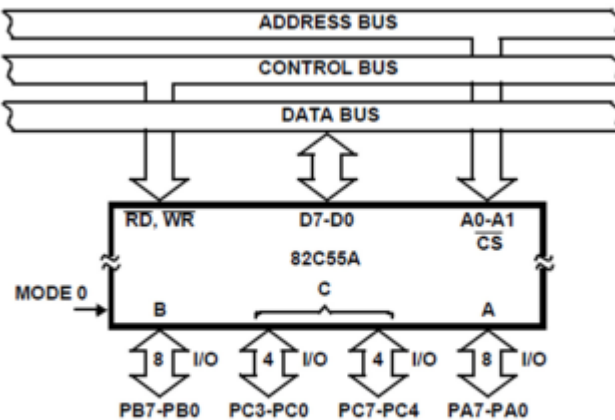 ADDRESS BUS
CONTROL BUS
DATA BUS
RD, WR D7-D0 A0-A1
CS
82C55A
C
MODE 0
B A
8 I/O 4 I/O 4 I/O 8 I/O
PB7-PB0 PC3-PC0 PC7-PC4 PA7-PA0